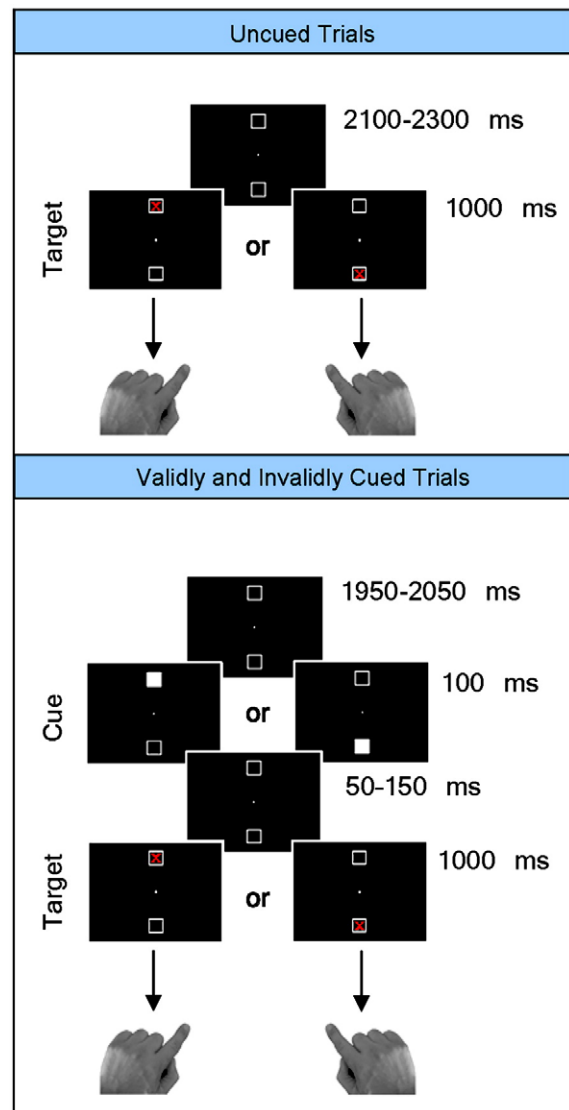 Uncued Trials
2100-2300 ms
Target
or
1000 ms
Validly and Invalidly Cued Trials
1950-2050 ms
Cue
or
100 ms
50-150 ms
Target
or
1000 ms